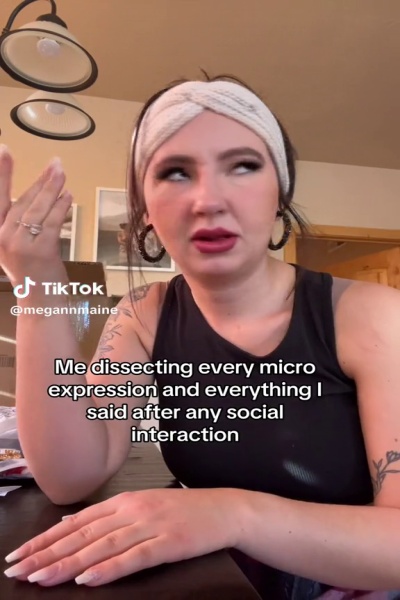 TikTok
@megannmaine
Me dissecting every micro
expression and everything I
said after any social
interaction